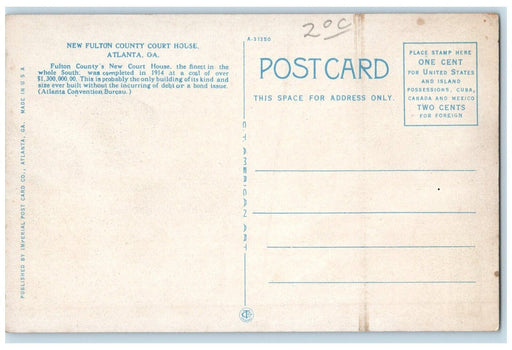 NEW FULTON COUNTY COURT HOUSE,
ATLANTA, GA.
Fulton County's New Court House, the finest in the
whole South, was completed in 1914 at a cost of over
$1,300,000.00. This is probably the only building of its kind and
size ever built without the incurring of debt or a bond issue.
(Atlanta Convention Bureau.)
PUBLISHED BY IMPERIAL POST CARD CO., ATLANTA, GA. MADE IN U S A
A-31250
20c
POST CARD
THIS SPACE FOR ADDRESS ONLY.
PLACE STAMP HERE
ONE CENT
FOR UNITED STATES
AND ISLAND
POSSESSIONS, CUBA,
CANADA AND MEXICO
TWO CENTS
FOR FOREIGN